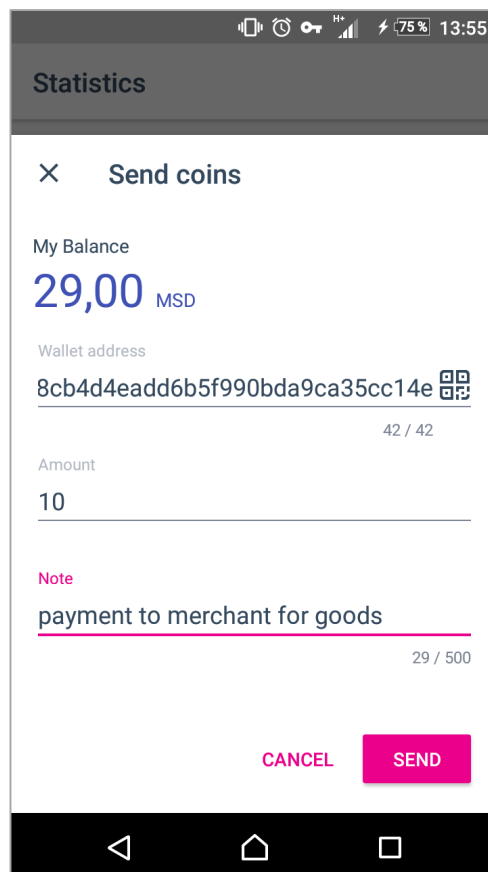 H+
75% 13:55
Statistics
Send coins
My Balance
29,00 MSD
Wallet address
8cb4d4eadd6b5f990bda9ca35cc14e
42 / 42
Amount
10
Note
payment to merchant for goods
29 / 500
CANCEL SEND